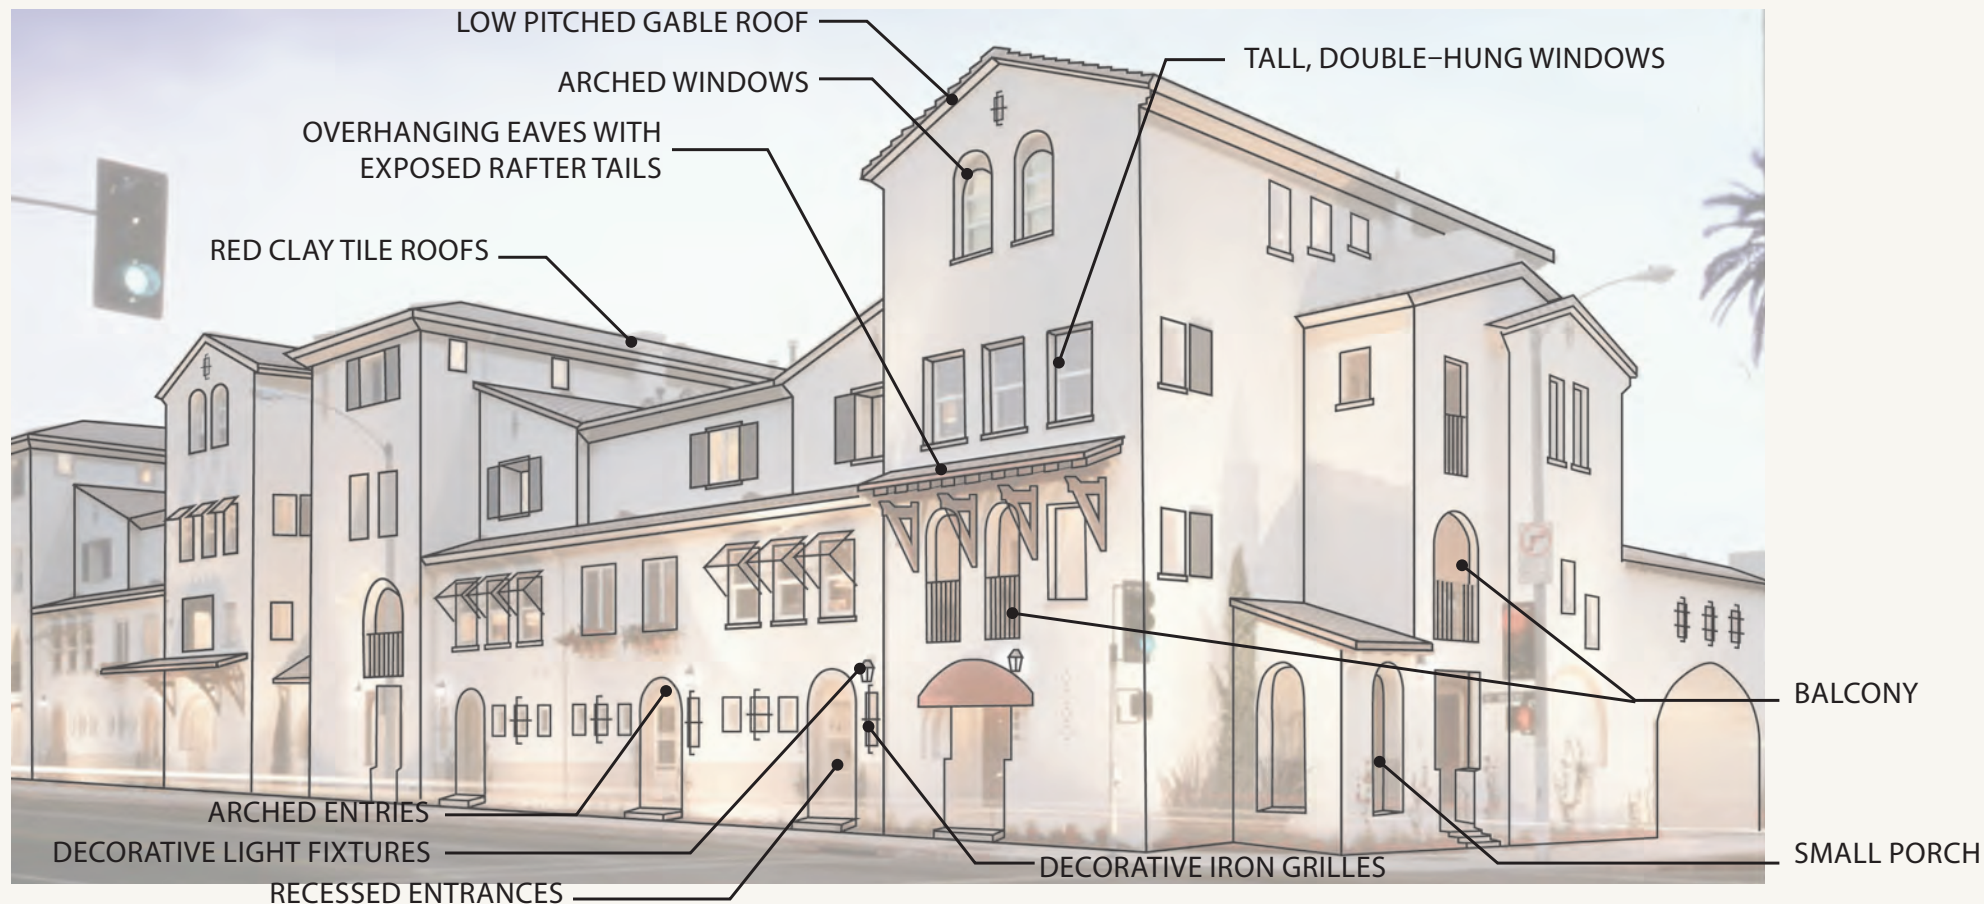 LOW PITCHED GABLE ROOF
TALL, DOUBLE-HUNG WINDOWS
ARCHED WINDOWS
OVERHANGING EAVES WITH
EXPOSED RAFTER TAILS
RED CLAY TILE ROOFS
BALCONY
ARCHED ENTRIES
DECORATIVE LIGHT FIXTURES
SMALL PORCH
DECORATIVE IRON GRILLES
RECESSED ENTRANCES